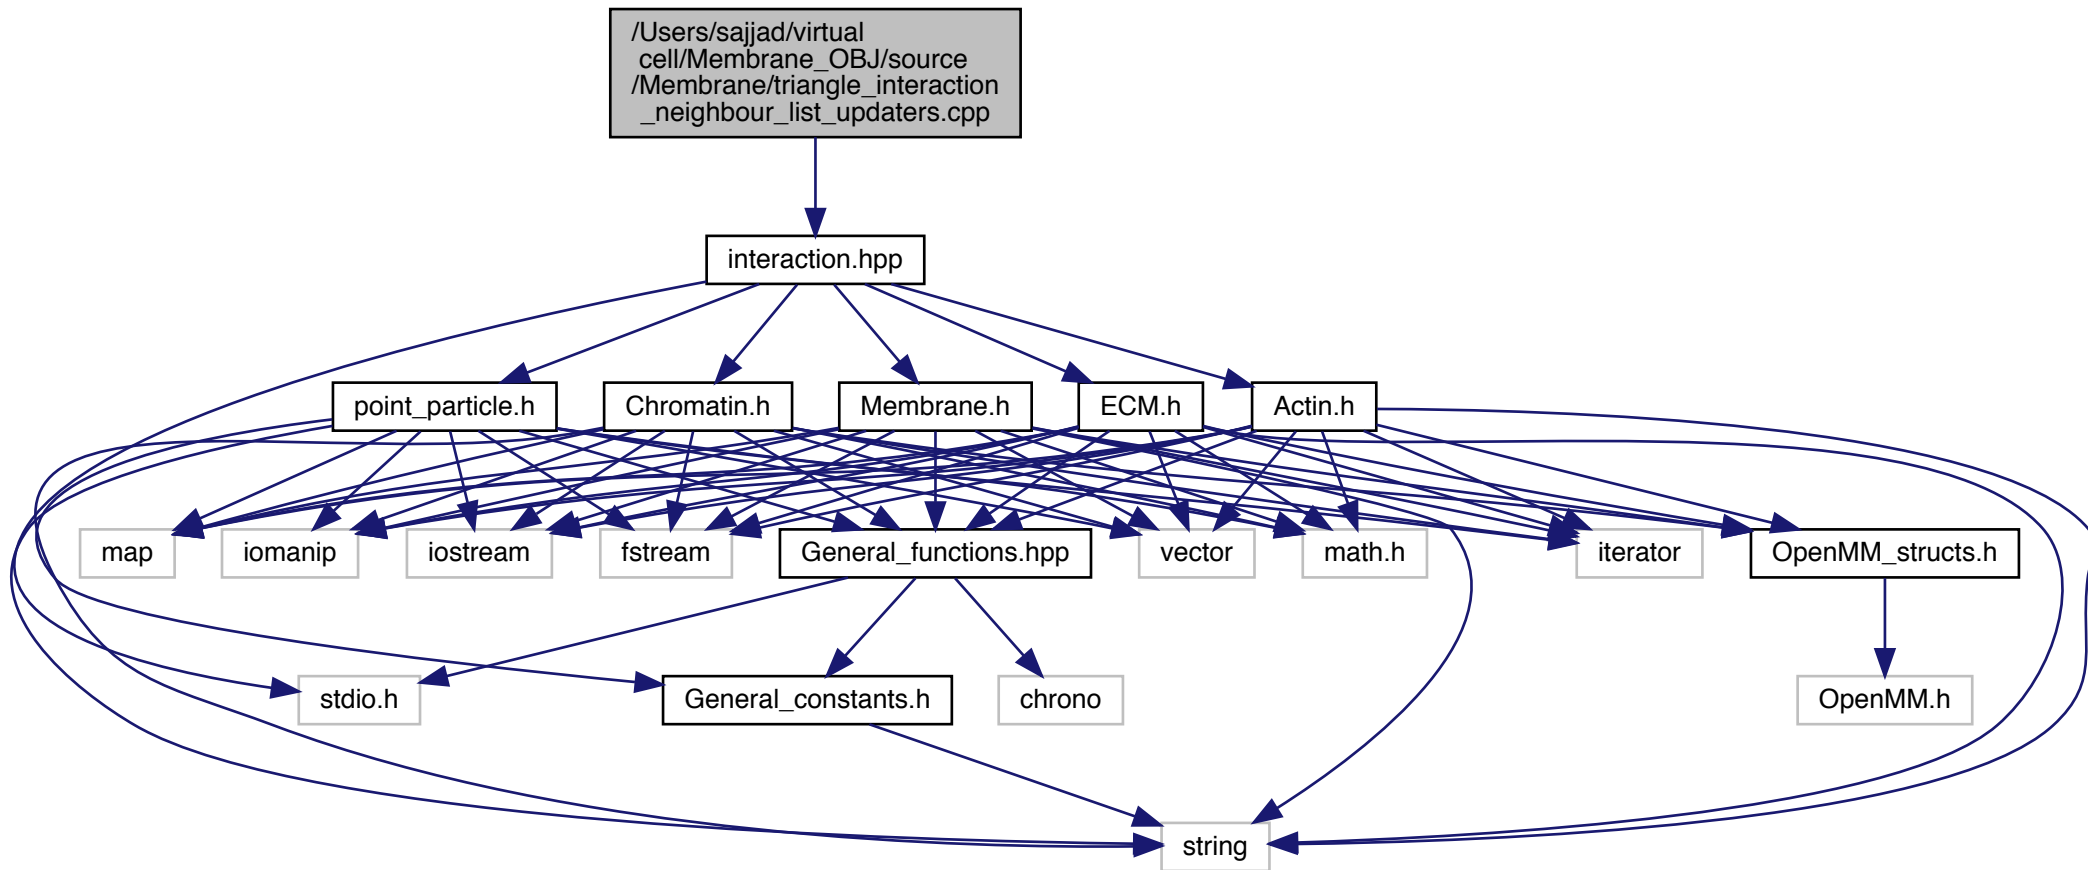 /Users/sajjad/virtual
cell/Membrane_OBJ/source
/Membrane/triangle_interaction
_neighbour_list_updaters.cpp
interaction.hpp
point_particle.h
Chromatin.h
Membrane.h
ECM.h
Actin.h
map
iomanip
iostream
fstream
General_functions.hpp
vector
math.h
iterator
OpenMM_structs.h
stdio.h
General_constants.h
chrono
OpenMM.h
string